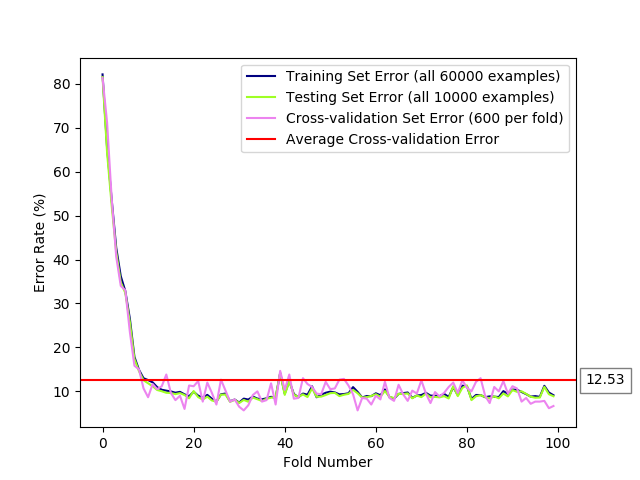 Training Set Error (all 60000 examples)
Testing Set Error (all 10000 examples)
Cross-validation Set Error (600 per fold)
Average Cross-validation Error
Error Rate (%)
80
70
60
50
40
30
20
10
12.53
0
20
40
60
80
100
Fold Number